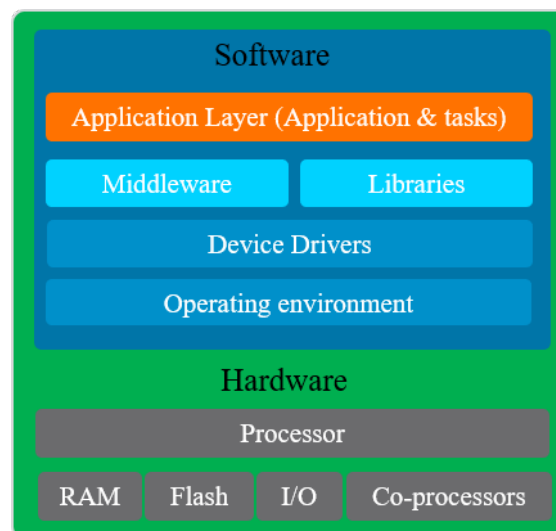 Software
Application Layer (Application & tasks)
Middleware Libraries
Device Drivers
Operating environment
Hardware
Processor
RAM Flash I/O Co-processors